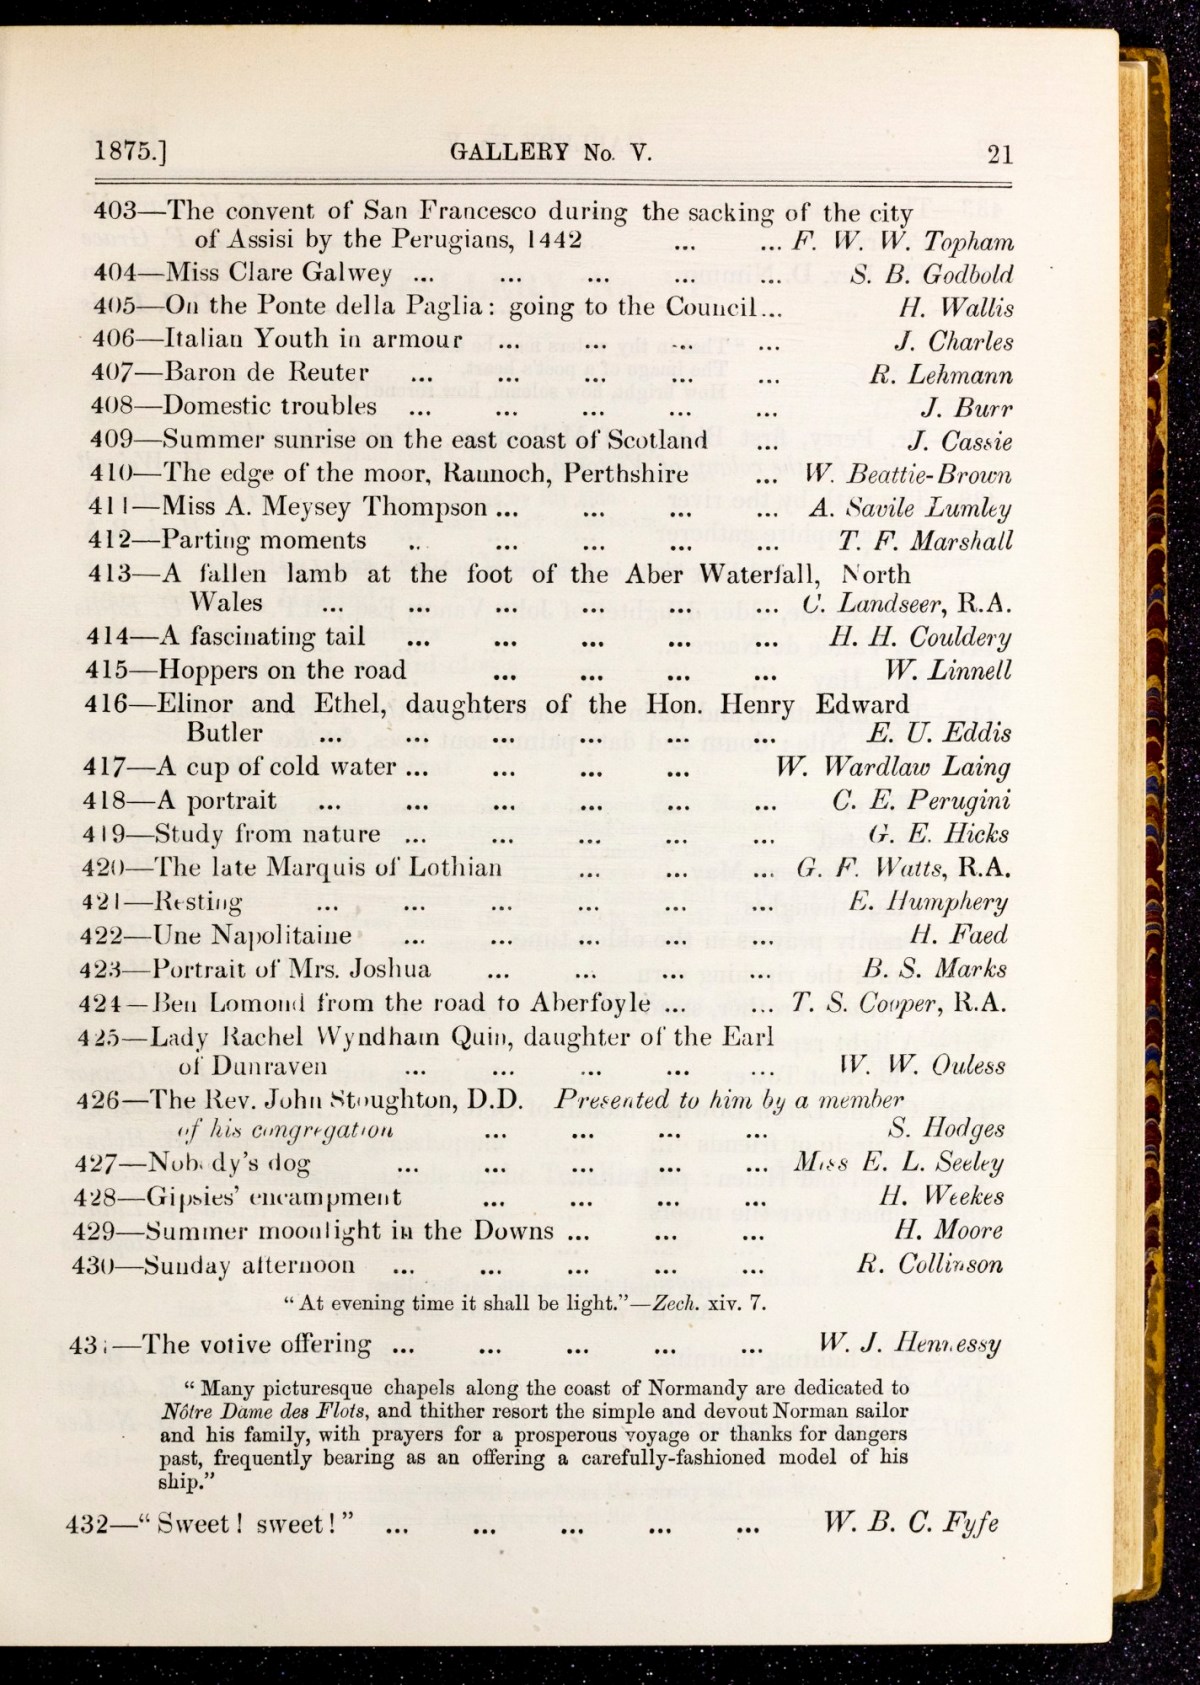 1875.] GALLERY No. V. 21
403—The convent of San Francesco during the sacking of the city
of Assisi by the Perugians, 1442 ... ... F. W. W. Topham
404—Miss Clare Galwey ... ... ... ... ... S. B. Godbold
405—On the Ponte della Paglia: going to the Council... H. Wallis
406—Italian Youth in armour ... ... ... ... J. Charles
407—Baron de Reuter ... ... ... ... ... R. Lehmann
408—Domestic troubles ... ... ... ... ... J. Burr
409—Summer sunrise on the east coast of Scotland ... J. Cassie
410—The edge of the moor, Rannoch, Perthshire ... W. Beattie-Brown
411—Miss A. Meysey Thompson ... ... ... ... A. Savile Lumley
412—Parting moments ... ... ... ... ... T. F. Marshall
413—A fallen lamb at the foot of the Aber Waterfall, North
Wales ... ... ... ... ... ... C. Landseer, R.A.
414—A fascinating tail ... ... ... ... ... H. H. Couldery
415—Hoppers on the road ... ... ... ... W. Linnell
416—Elinor and Ethel, daughters of the Hon. Henry Edward
Butler ... ... ... ... ... ... E. U. Eddis
417—A cup of cold water ... ... ... ... W. Wardlaw Laing
418—A portrait ... ... ... ... ... ... C. E. Perugini
419—Study from nature ... ... ... ... ... G. E. Hicks
420—The late Marquis of Lothian ... ... ... G. F. Watts, R.A.
421—Resting ... ... ... ... ... ... E. Humphery
422—Une Napolitaine ... ... ... ... ... H. Faed
423—Portrait of Mrs. Joshua ... ... ... ... B. S. Marks
424—Ben Lomond from the road to Aberfoyle ... ... T. S. Cooper, R.A.
425—Lady Rachel Wyndham Quin, daughter of the Earl
of Dunraven ... ... ... ... ... W. W. Ouless
426—The Rev. John Stoughton, D.D. Presented to him by a member
of his congregation ... ... ... ... S. Hodges
427—Nobody's dog ... ... ... ... ... Miss E. L. Seeley
428—Gipsies' encampment ... ... ... ... H. Weekes
429—Summer moonlight in the Downs ... ... ... H. Moore
430—Sunday afternoon ... ... ... ... ... R. Collinson
"At evening time it shall be light."—Zech. xiv. 7.
431—The votive offering ... ... ... ... ... W. J. Hennessy
"Many picturesque chapels along the coast of Normandy are dedicated to
Nôtre Dame des Flots, and thither resort the simple and devout Norman sailor
and his family, with prayers for a prosperous voyage or thanks for dangers
past, frequently bearing as an offering a carefully-fashioned model of his
ship."
432—"Sweet! sweet!" ... ... ... ... ... W. B. C. Fyfe